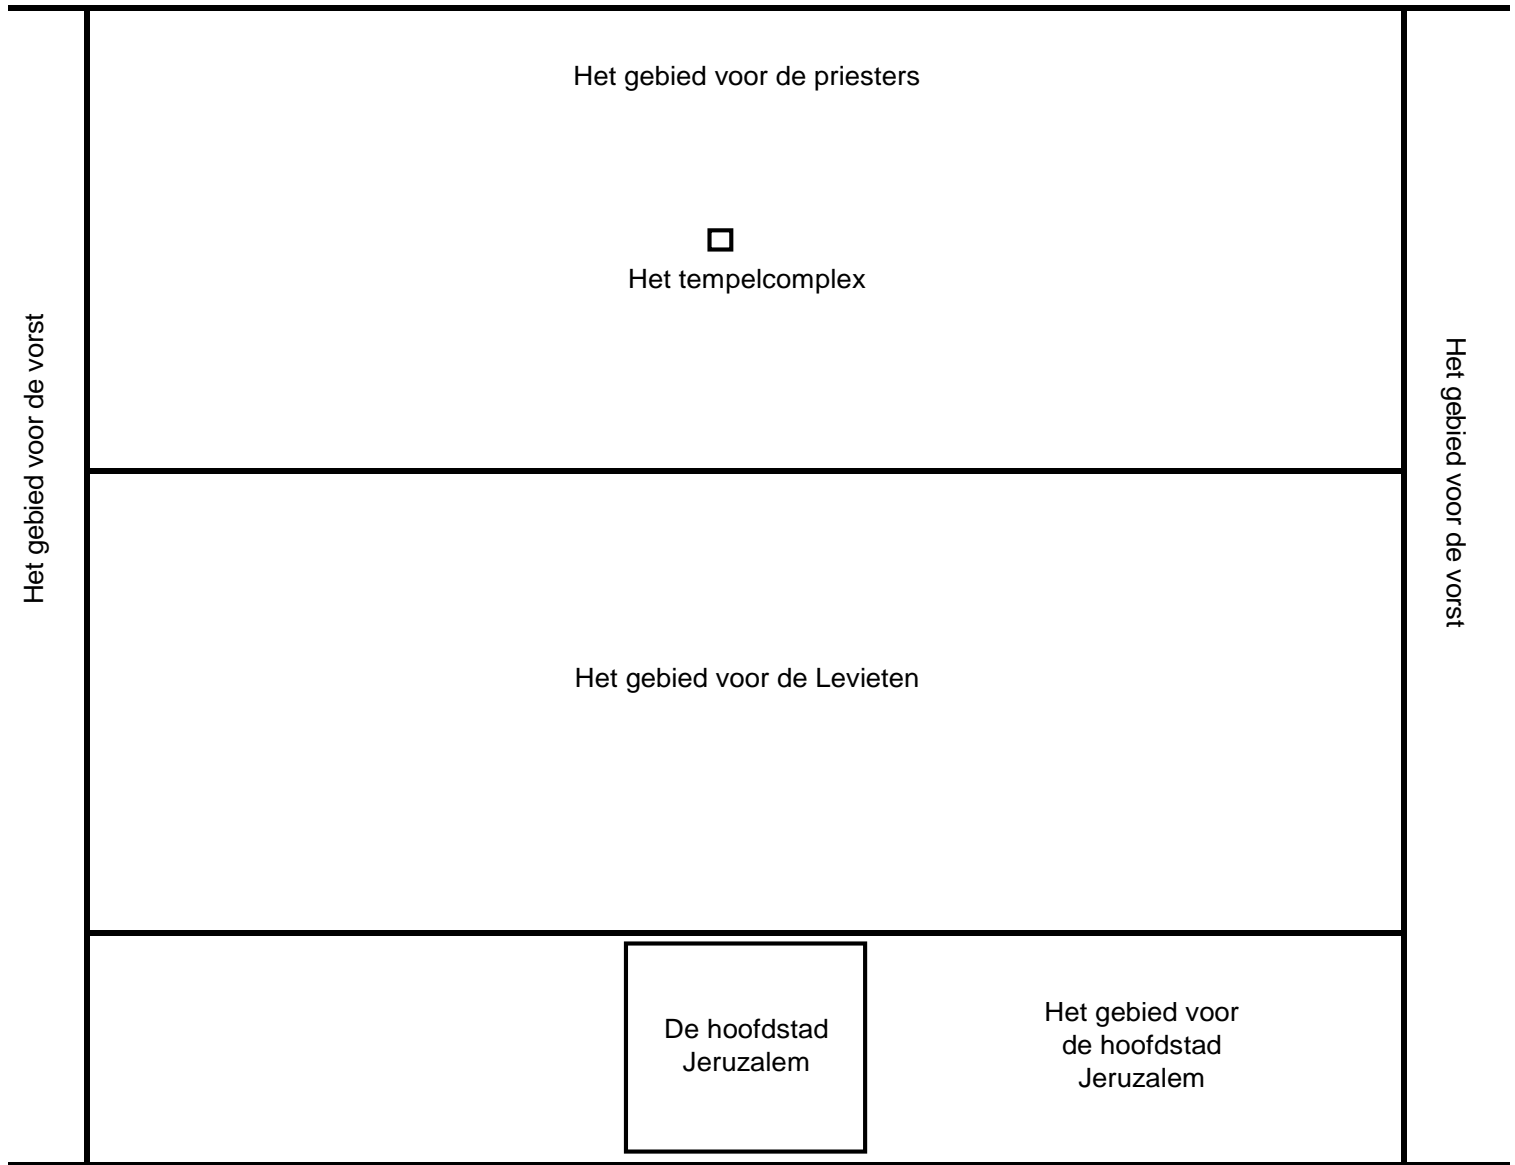 Het gebied voor de priesters
Het tempelcomplex
Het gebied voor de vorst
Het gebied voor de vorst
Het gebied voor de Levieten
De hoofdstad
Jeruzalem
Het gebied voor
de hoofdstad
Jeruzalem